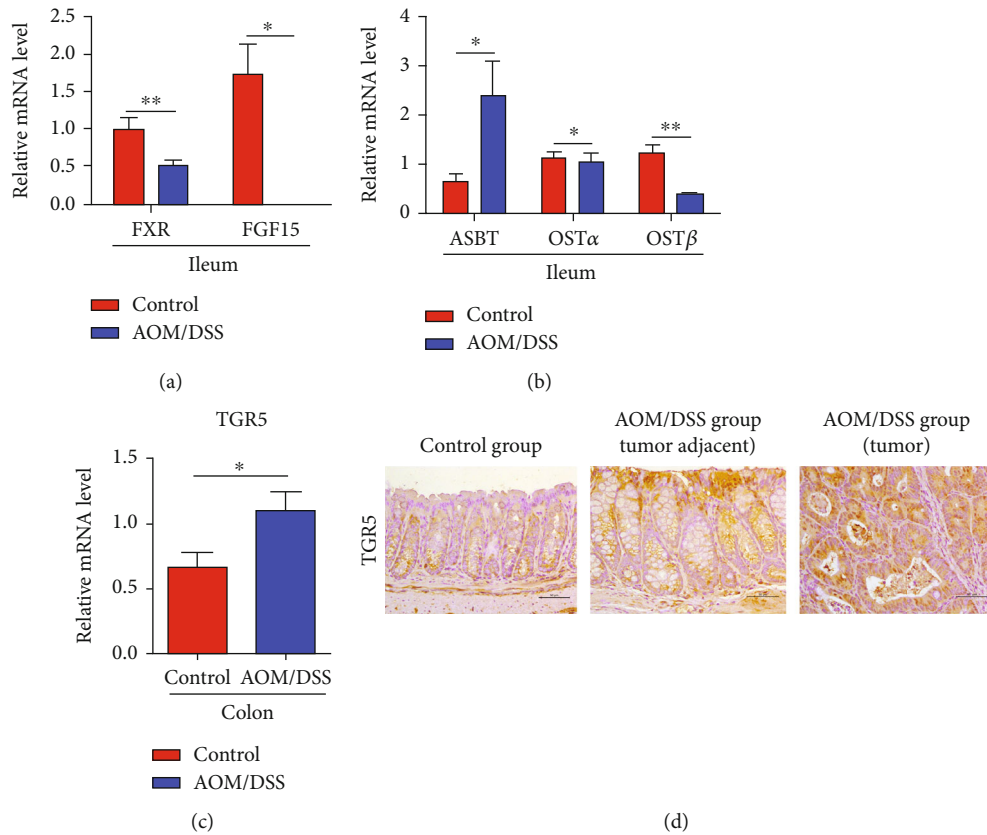 2.5
2.0
1.5
1.0
0.5
0.0
Relative mRNA level
**
*
FXR
FGF15
Ileum
Control
AOM/DSS
(a)
4
3
2
1
0
Relative mRNA level
*
*
**
ASBT
OSTα
OSTβ
Ileum
Control
AOM/DSS
(b)
TGR5
1.5
1.0
0.5
0.0
Relative mRNA level
*
Control
AOM/DSS
Colon
Control
AOM/DSS
(c)
Control group
AOM/DSS group
tumor adjacent)
AOM/DSS group
(tumor)
TGR5
(d)